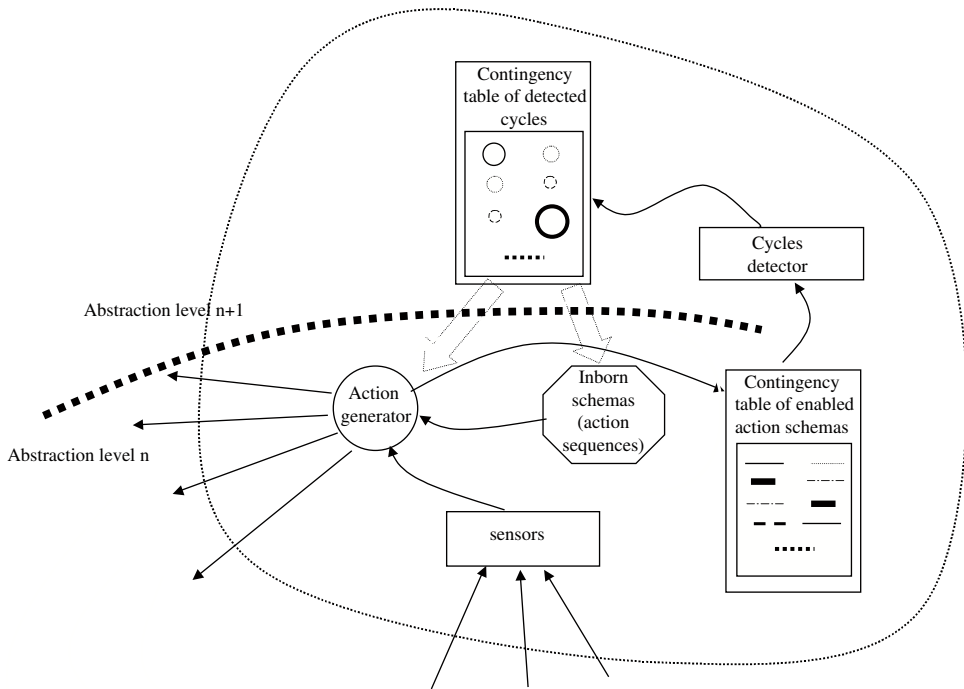 Contingency
table of detected
cycles
Cycles
detector
Abstraction level n+1
Action
generator
Inborn
schemas
(action
sequences)
Contingency
table of enabled
action schemas
Abstraction level n
sensors